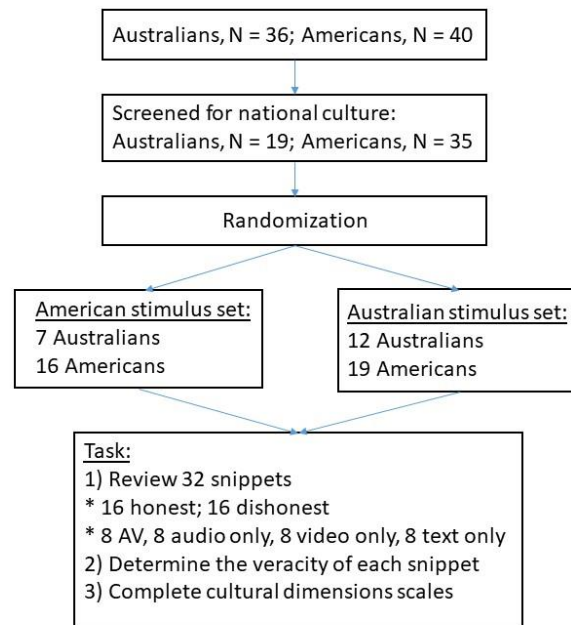 Australians, N = 36; Americans, N = 40
Screened for national culture:
Australians, N = 19; Americans, N = 35
Randomization
American stimulus set:
7 Australians
16 Americans
Australian stimulus set:
12 Australians
19 Americans
Task:
1) Review 32 snippets
* 16 honest; 16 dishonest
* 8 AV, 8 audio only, 8 video only, 8 text only
2) Determine the veracity of each snippet
3) Complete cultural dimensions scales